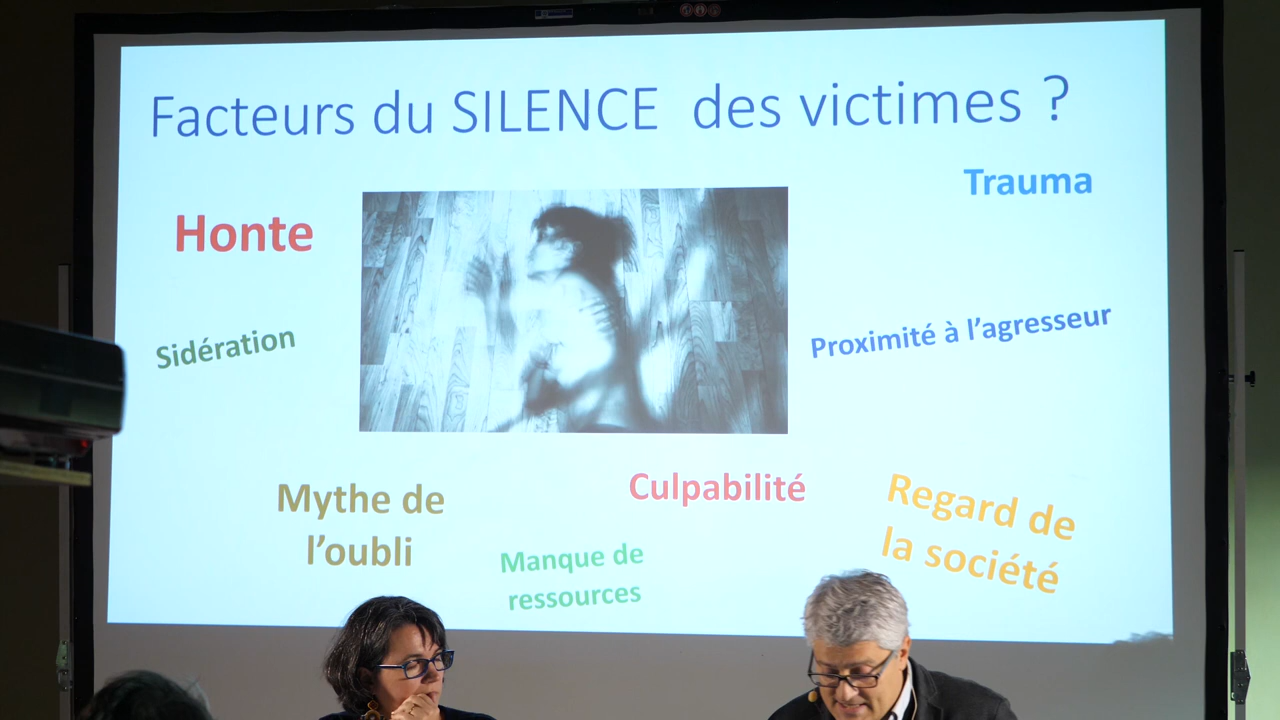 Facteurs du SILENCE des victimes ?
Trauma
Honte
Sidération
Proximité à l'agresseur
Mythe de
l'oubli
Culpabilité
Regard de
la société
Manque de
ressources